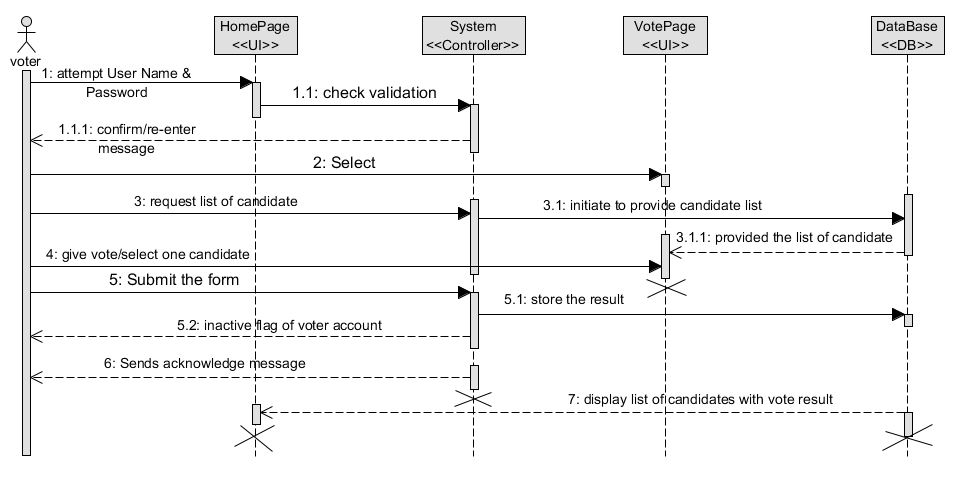 HomePage
<<UI>>
System
<<Controller>>
VotePage
<<UI>>
DataBase
<<DB>>
voter
1: attempt User Name &
Password
1.1: check validation
1.1.1: confirm/re-enter
message
2: Select
3: request list of candidate
3.1: initiate to provide candidate list
3.1.1: provided the list of candidate
4: give vote/select one candidate
5: Submit the form
5.1: store the result
5.2: inactive flag of voter account
6: Sends acknowledge message
7: display list of candidates with vote result